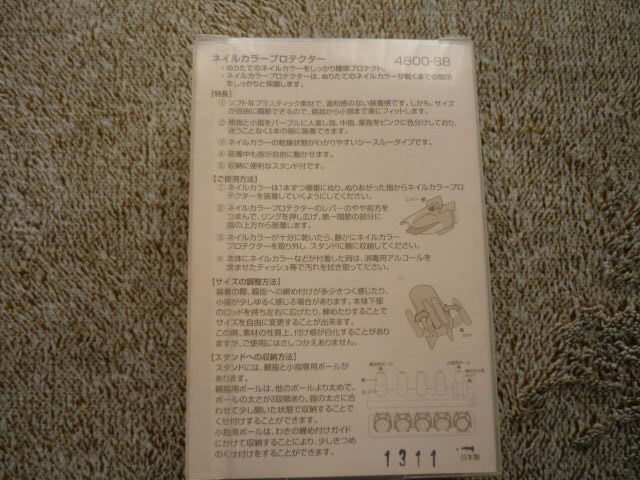 ネイルカラープロテクター 4800-88
・ぬりたてのネイルカラーをしっかり簡単プロテクト。
・ネイルカラープロテクターは、ぬりたてのネイルカラーが乾くまでの間爪
をしっかりと保護します。
【特長】
① ソフトなプラスティック素材で、違和感のない装着感です。しかも、サイズ
が自由に調節できるので、親指から小指まで楽にフィットします。
② 親指と小指をパープルに人差し指、中指、薬指をピンクに色分けしており、
迷うことなく5本の指に装着できます。
③ ネイルカラーの乾燥状態がわかりやすいシースルータイプです。
④ 装着中も指が自由に動かせます。
⑤ 収納に便利なスタンド付です。
【ご使用方法】
① ネイルカラーは1本ずつ順番にぬり、ぬりあがった指からネイルカラープロ
テクターを装着していくようにしてください。
② ネイルカラープロテクターのレバーのやや前方を
つまんで、リングを押し広げ、第一関節の部分に
指の上方から装着します。
レバー
③ ネイルカラーが十分に乾いたら、静かにネイルカラー
プロテクターを取り外し、スタンドに順に収納してください。
※ 本体にネイルカラーなどが付着した時は、消毒用アルコールを
含ませたティッシュ等で汚れを拭き取ってください。
【サイズの調整方法】
装着の際、親指への締め付けが多少きつく感じたり、
小指が少しゆるく感じる場合があります。本体下部
のロッドを持ち左右に広げたり、縮めたりすることで
サイズを自由に変更することが出来ます。
この時、素材の性質上、付け根が白化することがあり
ますが、ご使用にはさしつかえありません。
ロッド
【スタンドへの収納方法】
スタンドには、親指と小指専用ポールが
あります。
親指用ポールは、他のポールより太めで、
ポールの太さが2段階あり、指の太さに合
わせて少し開いた状態で収納することで
くせ付けすることができます。
小指用ポールは、わきの締め付けガイド
にかけて収納することにより、少しきつめ
のくせ付けをすることができます。
親指用ポール
小指用ポール
1311
日本製